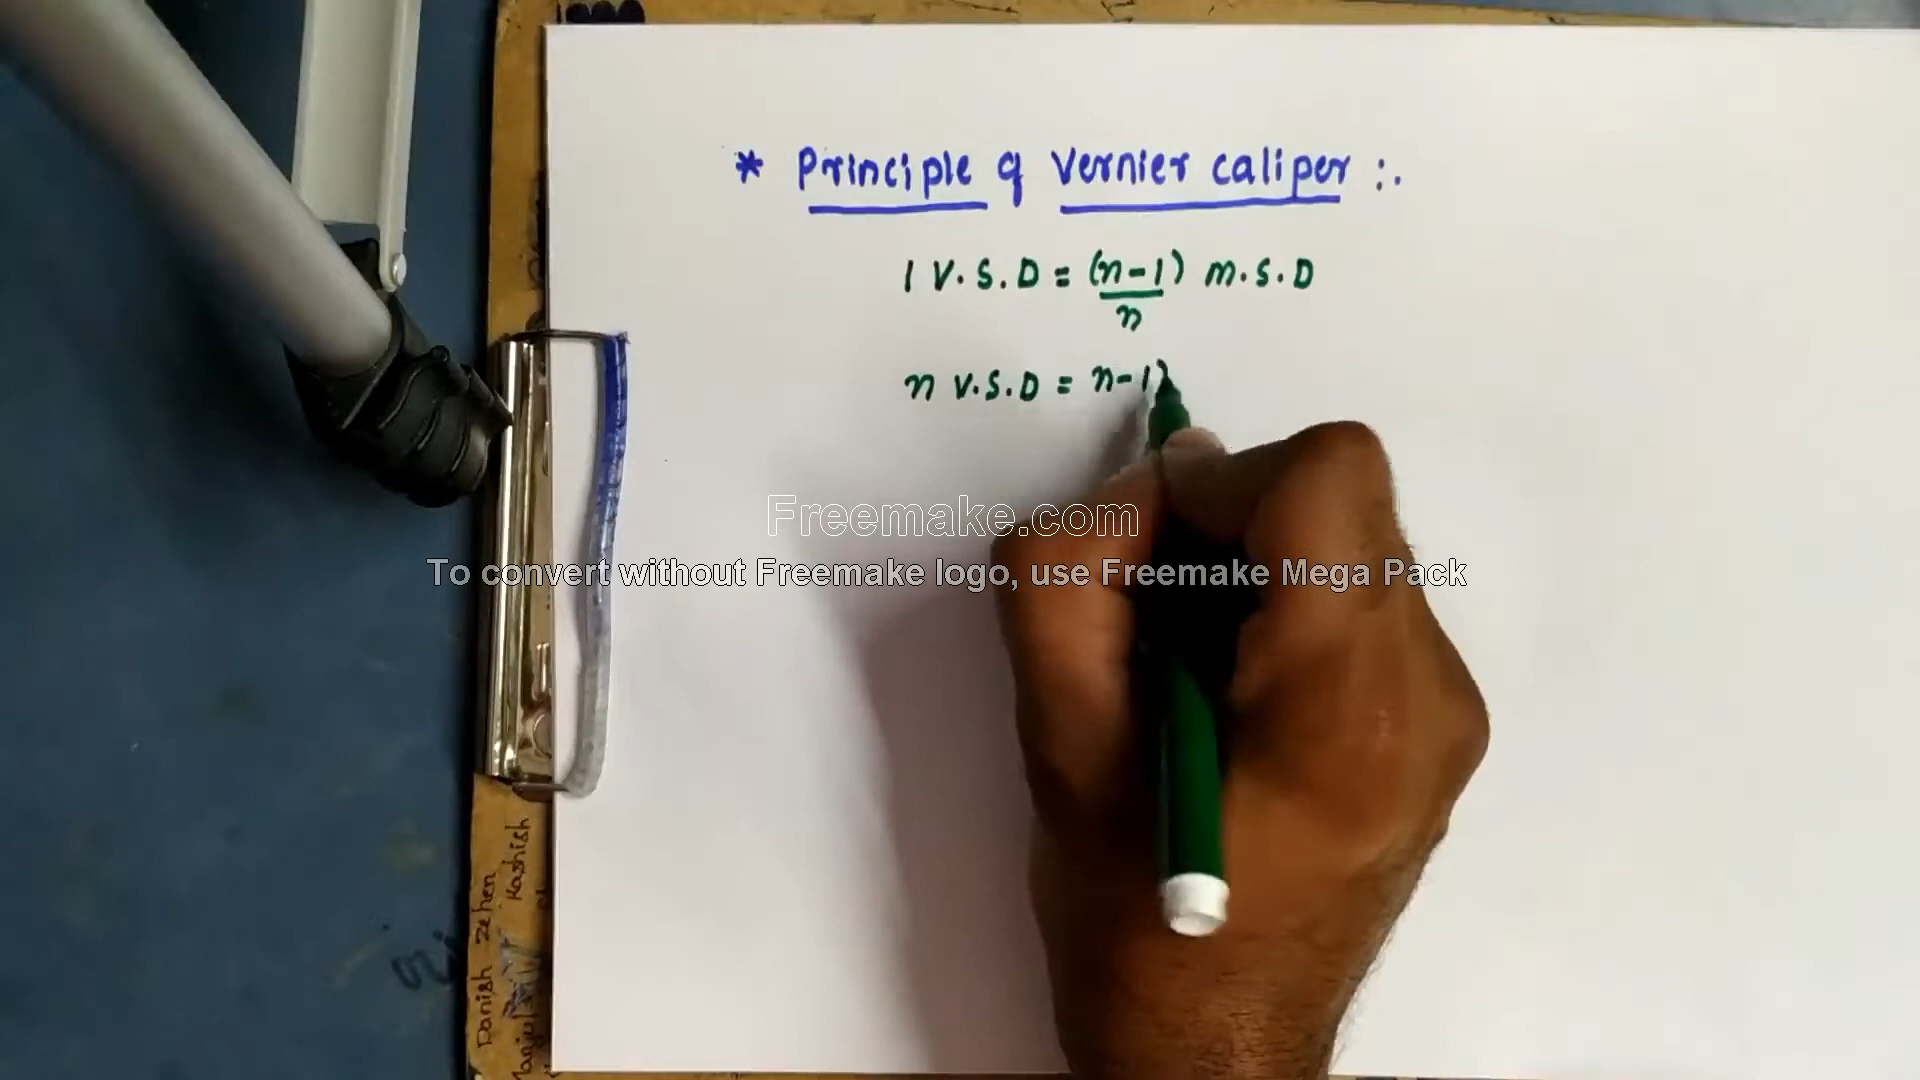 * Principle of Vernier caliper :.
1 V.S.D = (n-1) m.s.D
n
n V.S.D = n-1)
Freemake.com
To convert without Freemake logo, use Freemake Mega Pack
Danish Zehen
Kashish